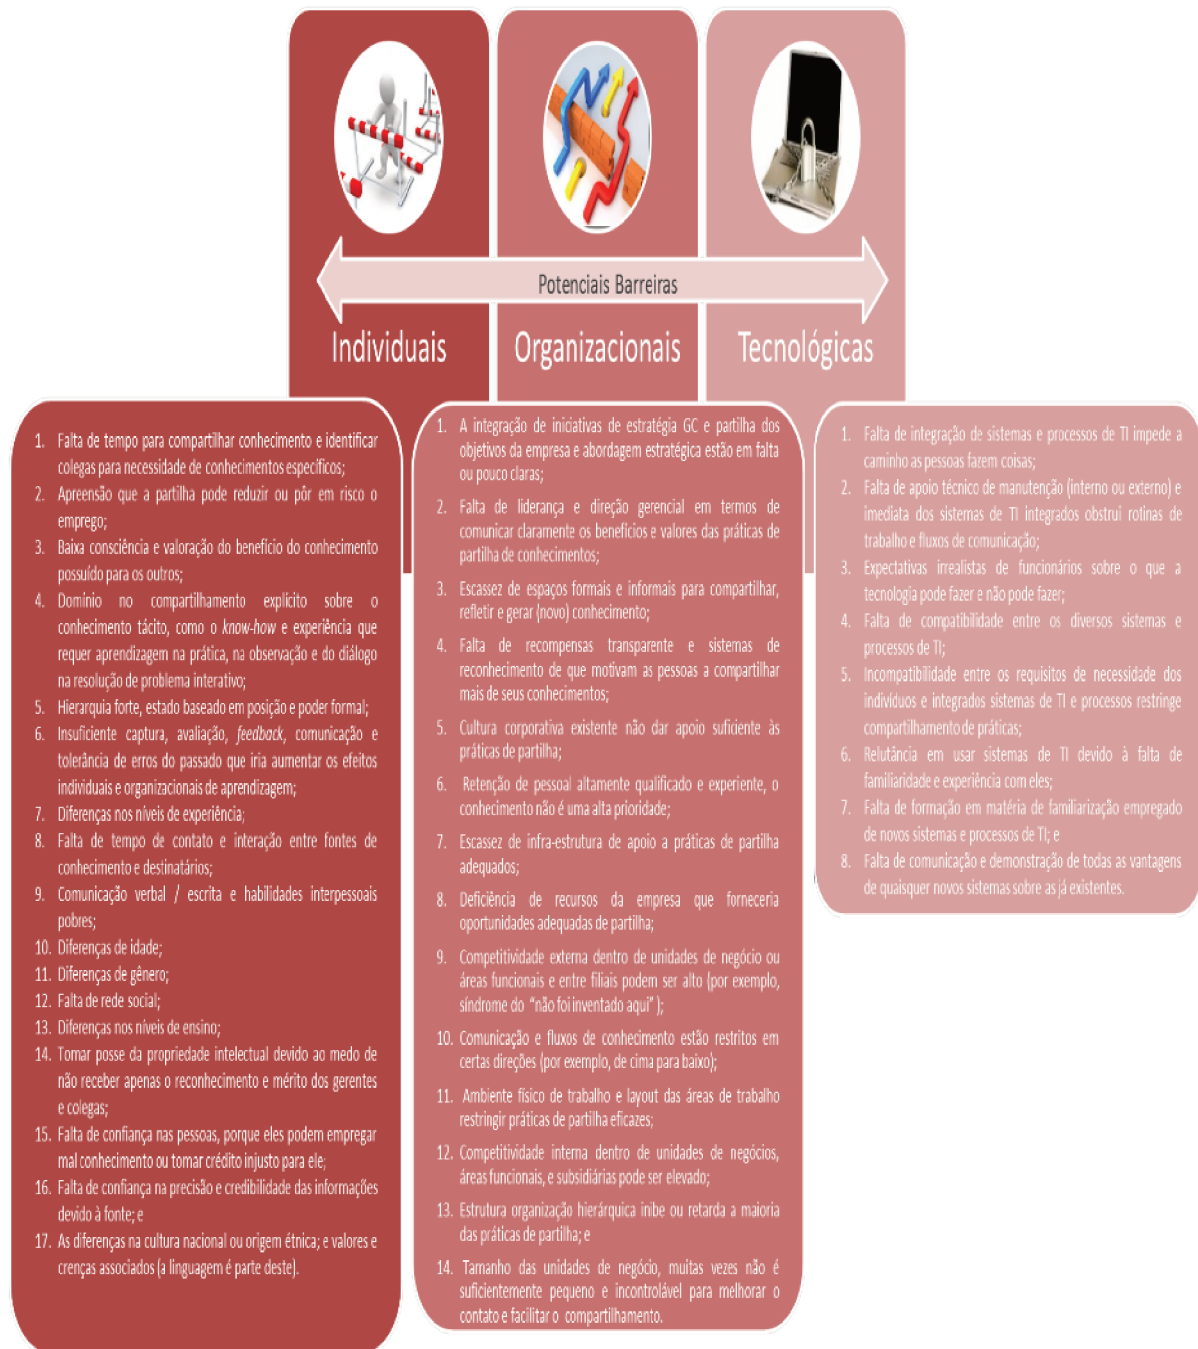 Potenciais Barreiras
Individuais
Organizacionais
Tecnológicas
1. Falta de tempo para compartilhar conhecimento e identificar
colegas para necessidade de conhecimentos específicos;
2. Apreensão que a partilha pode reduzir ou pôr em risco o
emprego;
3. Baixa consciência e valoração do benefício do conhecimento
possuído para os outros;
4. Domínio no compartilhamento explícito sobre o
conhecimento tácito, como o know-how e experiência que
requer aprendizagem na prática, na observação e do diálogo
na resolução de problema interativo;
5. Hierarquia forte, estado baseado em posição e poder formal;
6. Insuficiente captura, avaliação, feedback, comunicação e
tolerância de erros do passado que iria aumentar os efeitos
individuais e organizacionais de aprendizagem;
7. Diferenças nos níveis de experiência;
8. Falta de tempo de contato e interação entre fontes de
conhecimento e destinatários;
9. Comunicação verbal / escrita e habilidades interpessoais
pobres;
10. Diferenças de idade;
11. Diferenças de gênero;
12. Falta de rede social;
13. Diferenças nos níveis de ensino;
14. Tomar posse da propriedade intelectual devido ao medo de
não receber apenas o reconhecimento e mérito dos gerentes
e colegas;
15. Falta de confiança nas pessoas, porque eles podem empregar
mal conhecimento ou tomar crédito injusto para ele;
16. Falta de confiança na precisão e credibilidade das informações
devido à fonte; e
17. As diferenças na cultura nacional ou origem étnica; e valores e
crenças associados (a linguagem é parte deste).
1. A integração de iniciativas de estratégia GC e partilha dos
objetivos da empresa e abordagem estratégica estão em falta
ou pouco claras;
2. Falta de liderança e direção gerencial em termos de
comunicar claramente os benefícios e valores das práticas de
partilha de conhecimentos;
3. Escassez de espaços formais e informais para compartilhar,
refletir e gerar (novo) conhecimento;
4. Falta de recompensas transparente e sistemas de
reconhecimento de que motivam as pessoas a compartilhar
mais de seus conhecimentos;
5. Cultura corporativa existente não dar apoio suficiente às
práticas de partilha;
6. Retenção de pessoal altamente qualificado e experiente, o
conhecimento não é uma alta prioridade;
7. Escassez de infra-estrutura de apoio a práticas de partilha
adequados;
8. Deficiência de recursos da empresa que forneceria
oportunidades adequadas de partilha;
9. Competitividade externa dentro de unidades de negócio ou
áreas funcionais e entre filiais podem ser alto (por exemplo,
síndrome do "não foi inventado aqui" );
10. Comunicação e fluxos de conhecimento estão restritos em
certas direções (por exemplo, de cima para baixo);
11. Ambiente físico de trabalho e layout das áreas de trabalho
restringir práticas de partilha eficazes;
12. Competitividade interna dentro de unidades de negócios,
áreas funcionais, e subsidiárias pode ser elevado;
13. Estrutura organização hierárquica inibe ou retarda a maioria
das práticas de partilha; e
14. Tamanho das unidades de negócio, muitas vezes não é
suficientemente pequeno e incontrolável para melhorar o
contato e facilitar o compartilhamento.
1. Falta de integração de sistemas e processos de TI impede a
caminho as pessoas fazem coisas;
2. Falta de apoio técnico de manutenção (interno ou externo) e
imediata dos sistemas de TI integrados obstrui rotinas de
trabalho e fluxos de comunicação;
3. Expectativas irrealistas de funcionários sobre o que a
tecnologia pode fazer e não pode fazer;
4. Falta de compatibilidade entre os diversos sistemas e
processos de TI;
5. Incompatibilidade entre os requisitos de necessidade dos
indivíduos e integrados sistemas de TI e processos restringe
compartilhamento de práticas;
6. Relutância em usar sistemas de TI devido à falta de
familiaridade e experiência com eles;
7. Falta de formação em matéria de familiarização empregado
de novos sistemas e processos de TI; e
8. Falta de comunicação e demonstração de todas as vantagens
de quaisquer novos sistemas sobre as já existentes.